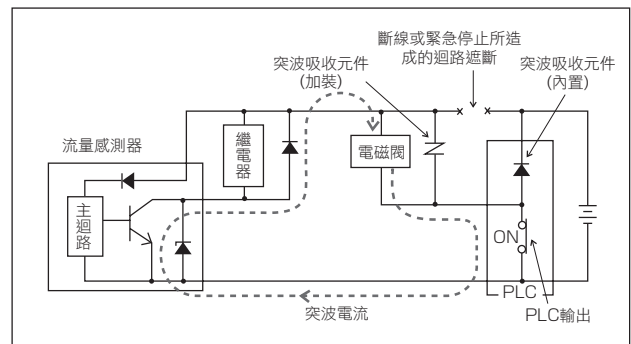 斷線或緊急停止所造
成的迴路遮斷
突波吸收元件
(加裝)
突波吸收元件
(內置)
流量感測器
繼電器
電磁閥
主迴路
ON
PLC
突波電流
PLC輸出